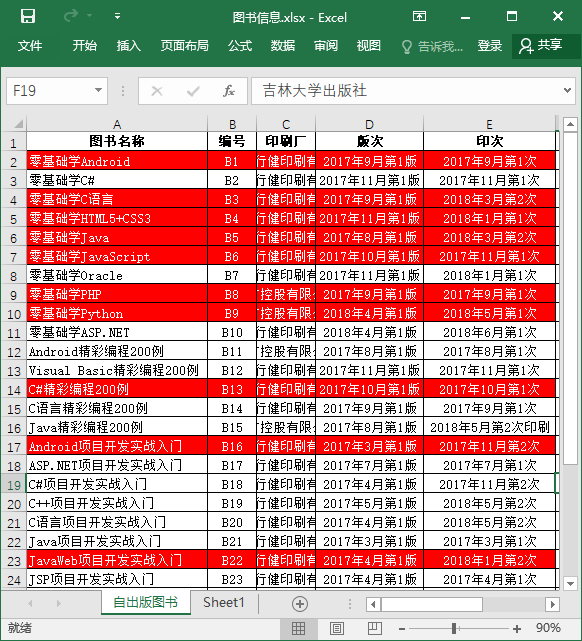 图书信息.xlsx - Excel
文件 开始 插入 页面布局 公式 数据 审阅 视图 告诉我... 登录 共享
F19 fx 吉林大学出版社
A B C D E
1 图书名称 编号 印刷厂 版次 印次
2 零基础学Android B1 行健印刷有 2017年9月第1版 2017年9月第1次
3 零基础学C# B2 行健印刷有 2017年11月第1版 2017年11月第1次
4 零基础学C语言 B3 行健印刷有 2017年9月第1版 2018年3月第2次
5 零基础学HTML5+CSS3 B4 行健印刷有 2017年11月第1版 2018年1月第1次
6 零基础学Java B5 行健印刷有 2017年8月第1版 2018年3月第2次
7 零基础学JavaScript B6 行健印刷有 2017年10月第1版 2017年11月第1次
8 零基础学Oracle B7 行健印刷有 2017年11月第1版 2018年1月第1次
9 零基础学PHP B8 控股有限 2017年9月第1版 2017年9月第1次
10 零基础学Python B9 控股有限 2018年4月第1版 2018年5月第1次
11 零基础学ASP.NET B10 行健印刷有 2018年4月第1版 2018年6月第1次
12 Android精彩编程200例 B11 控股有限 2017年8月第1版 2017年8月第1次
13 Visual Basic精彩编程200例 B12 行健印刷有 2017年11月第1版 2017年11月第1次
14 C#精彩编程200例 B13 行健印刷有 2017年10月第1版 2017年10月第1次
15 C语言精彩编程200例 B14 行健印刷有 2017年9月第1版 2017年9月第1次
16 Java精彩编程200例 B15 控股有限 2017年8月第1版 2018年5月第2次印刷
17 Android项目开发实战入门 B16 行健印刷有 2017年3月第1版 2017年11月第2次
18 ASP.NET项目开发实战入门 B17 行健印刷有 2017年7月第1版 2017年7月第1次
19 C#项目开发实战入门 B18 行健印刷有 2017年4月第1版 2017年11月第2次
20 C++项目开发实战入门 B19 行健印刷有 2017年5月第1版 2018年5月第2次
21 C语言项目开发实战入门 B20 行健印刷有 2017年4月第1版 2018年5月第2次
22 Java项目开发实战入门 B21 行健印刷有 2017年3月第1版 2018年5月第2次
23 JavaWeb项目开发实战入门 B22 行健印刷有 2017年4月第1版 2018年1月第2次
24 JSP项目开发实战入门 B23 行健印刷有 2017年4月第1版 2017年4月第1次
自出版图书 Sheet1
就绪 90%